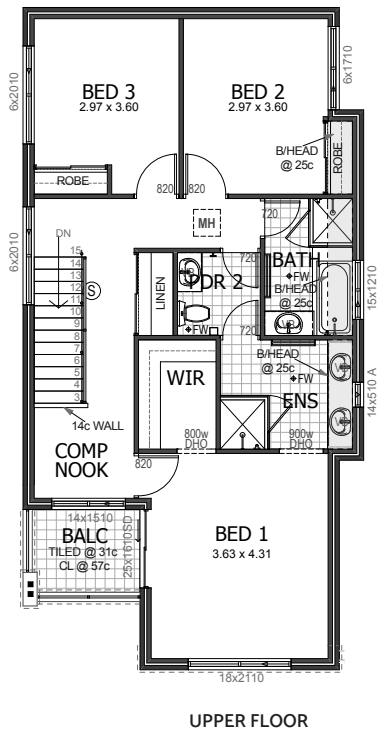 BED 3
2.97 x 3.60
BED 2
2.97 x 3.60
6x2010
6x1710
B/HEAD
@ 25c
ROBE
ROBE
820
820
720
MH
6x2010
DN
15
14
13
12
11
10
9
8
7
6
5
4
3
S
LINEN
PDR 2
VB
720
FW
720
BATH
FW
B/HEAD
@ 25c
VB
15x1210
B/HEAD
@ 25c
FW
14x510 A
ENS
WIR
14c WALL
COMP
NOOK
820
800w
DHO
900w
DHO
14x1510
BALC
TILED @ 31c
CL @ 57c
25x1610SD
BED 1
3.63 x 4.31
18x2110
UPPER FLOOR